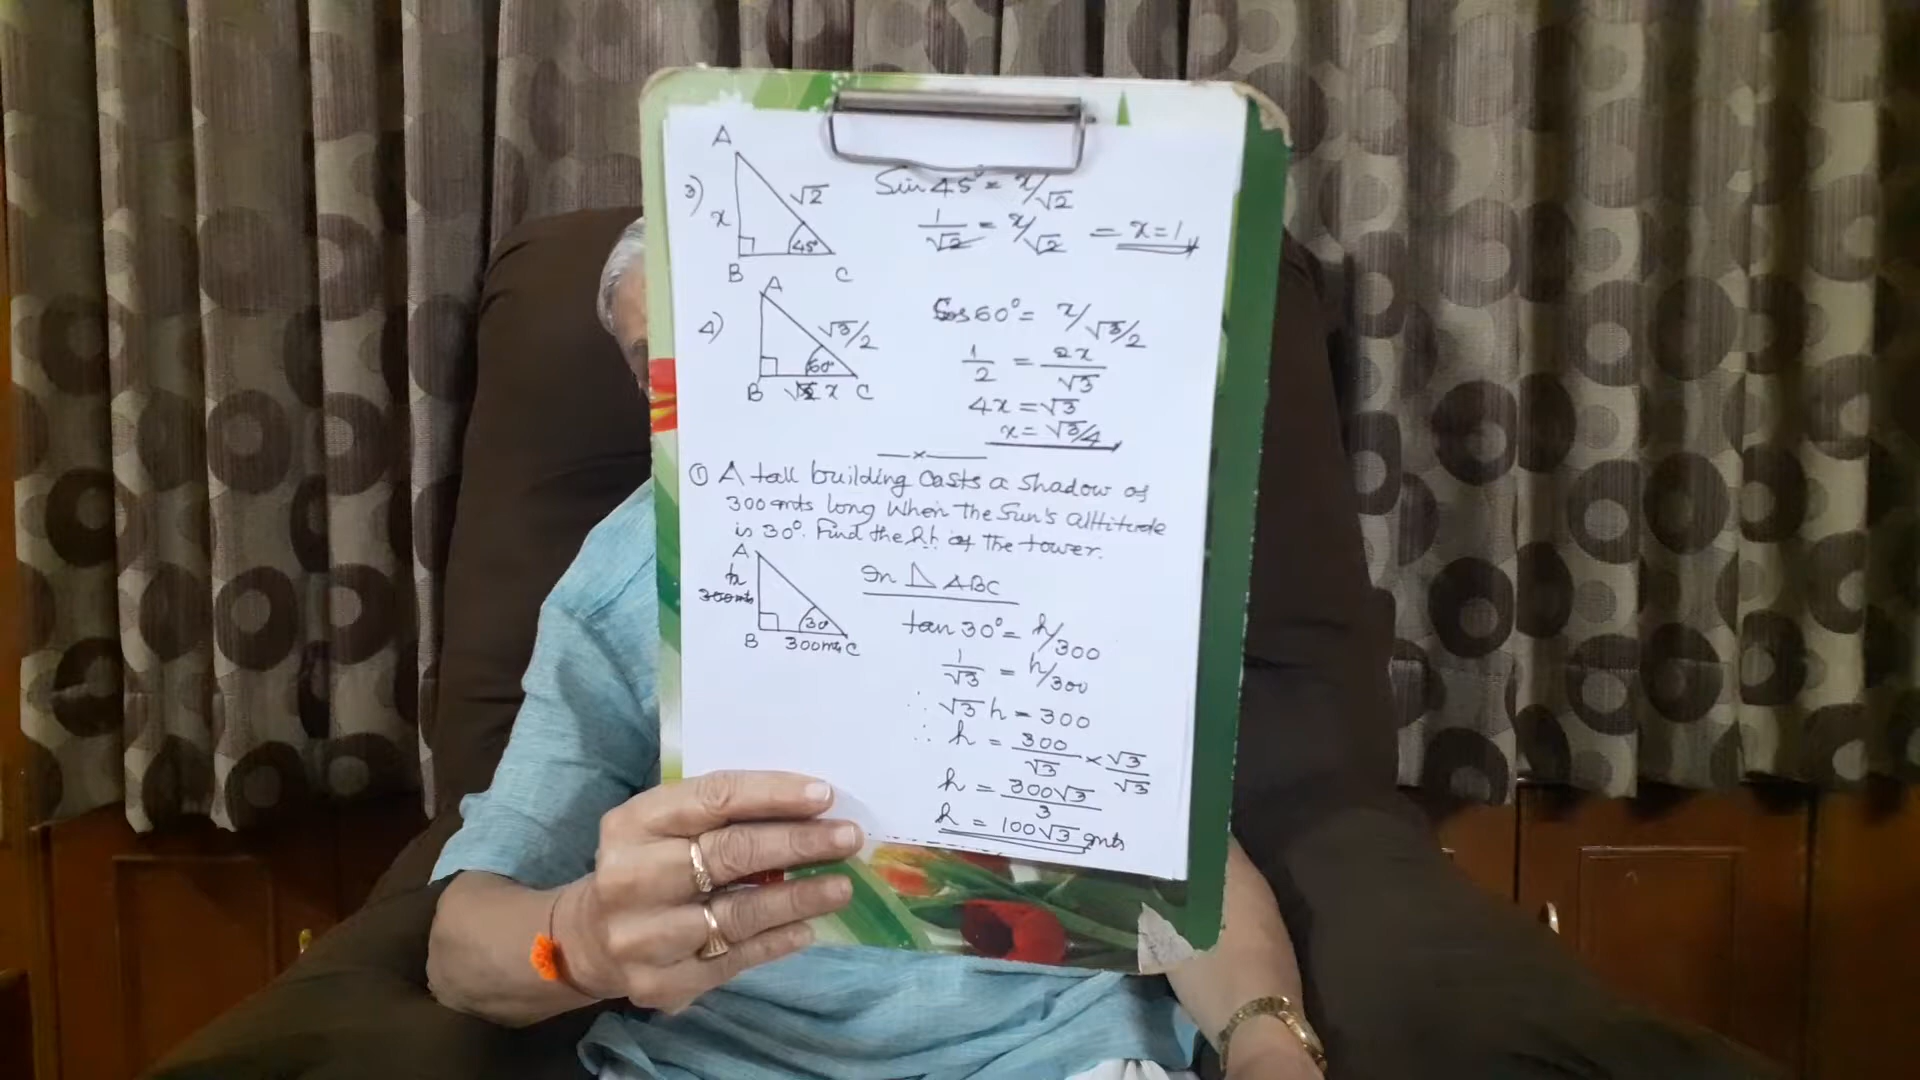 A
3)
x
√2
45°
B C
Sin 45° = x/√2
1/√2 = x/√2 = x = 1
A
4)
√3/2
60°
B x C
Cos 60° = x/√3/2
1/2 = 2x/√3
4x = √3
x = √3/4
—x—
① A tall building Casts a Shadow of
300 mts long When the Sun's altitude
is 30°. Find the ht of the tower.
A
h
300mts
30°
B 300mts C
In ◺ ABC
tan 30° = h/300
1/√3 = h/300
∴ √3 h = 300
∴ h = 300/√3 × √3/√3
h = 300√3/3
h = 100√3 mts